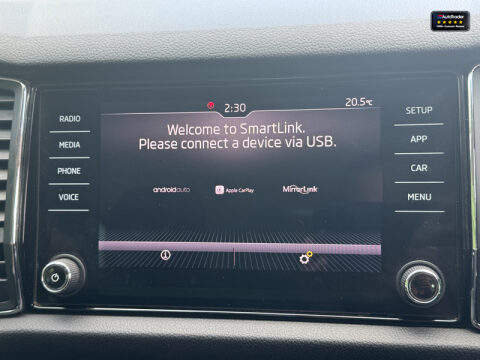 AutoTrader
2:30
20.5°C
RADIO
MEDIA
PHONE
VOICE
Welcome to SmartLink.
Please connect a device via USB.
androidauto
Apple CarPlay
MirrorLink
SETUP
APP
CAR
MENU